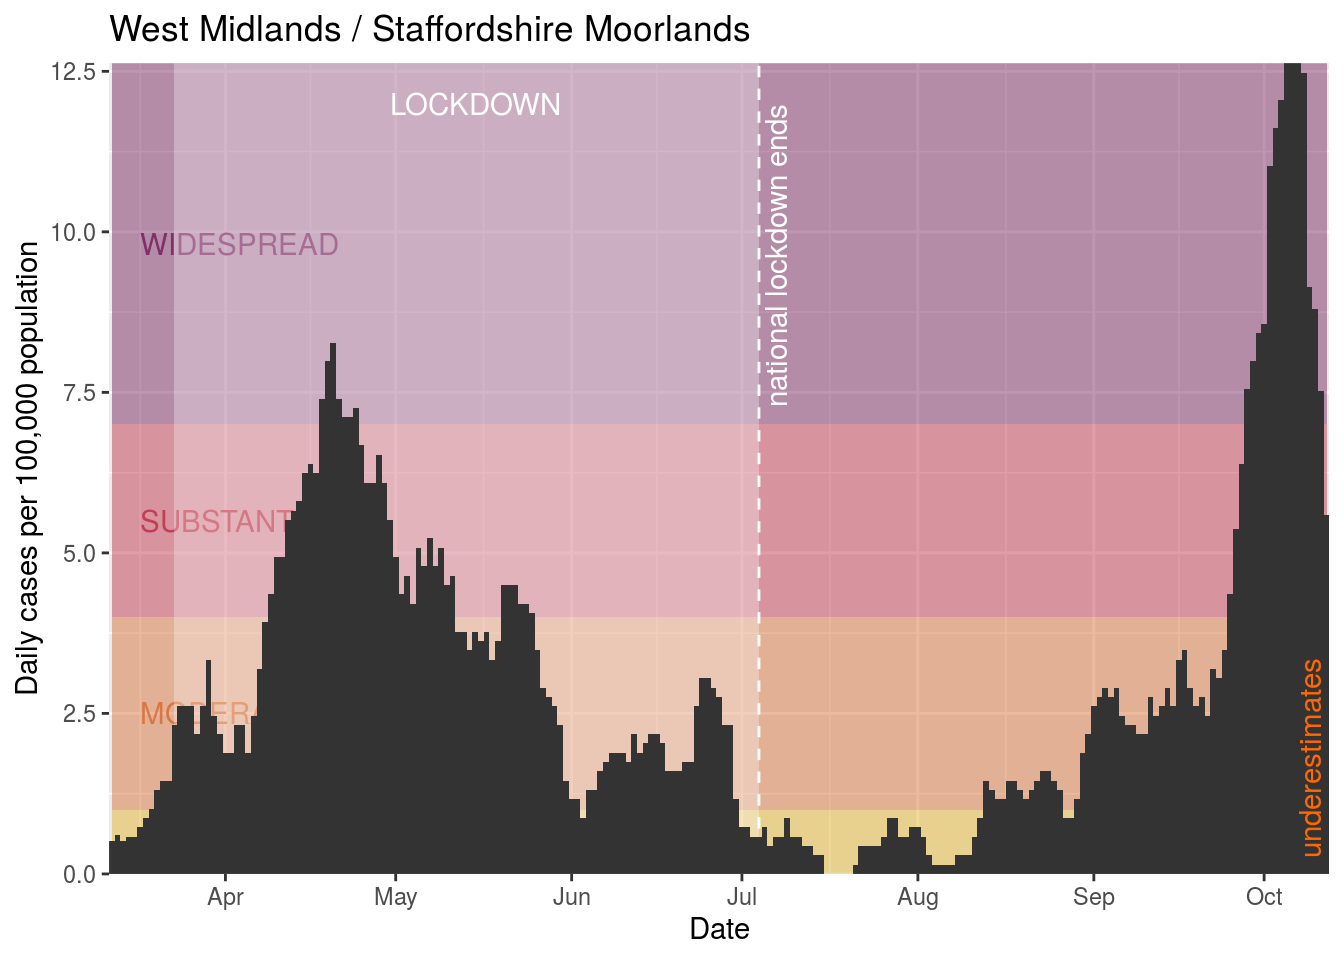 West Midlands / Staffordshire Moorlands
12.5
10.0
7.5
5.0
2.5
0.0
Daily cases per 100,000 population
LOCKDOWN
WIDESPREAD
SUBSTANT
MODERA
national lockdown ends
underestimates
Apr
May
Jun
Jul
Aug
Sep
Oct
Date